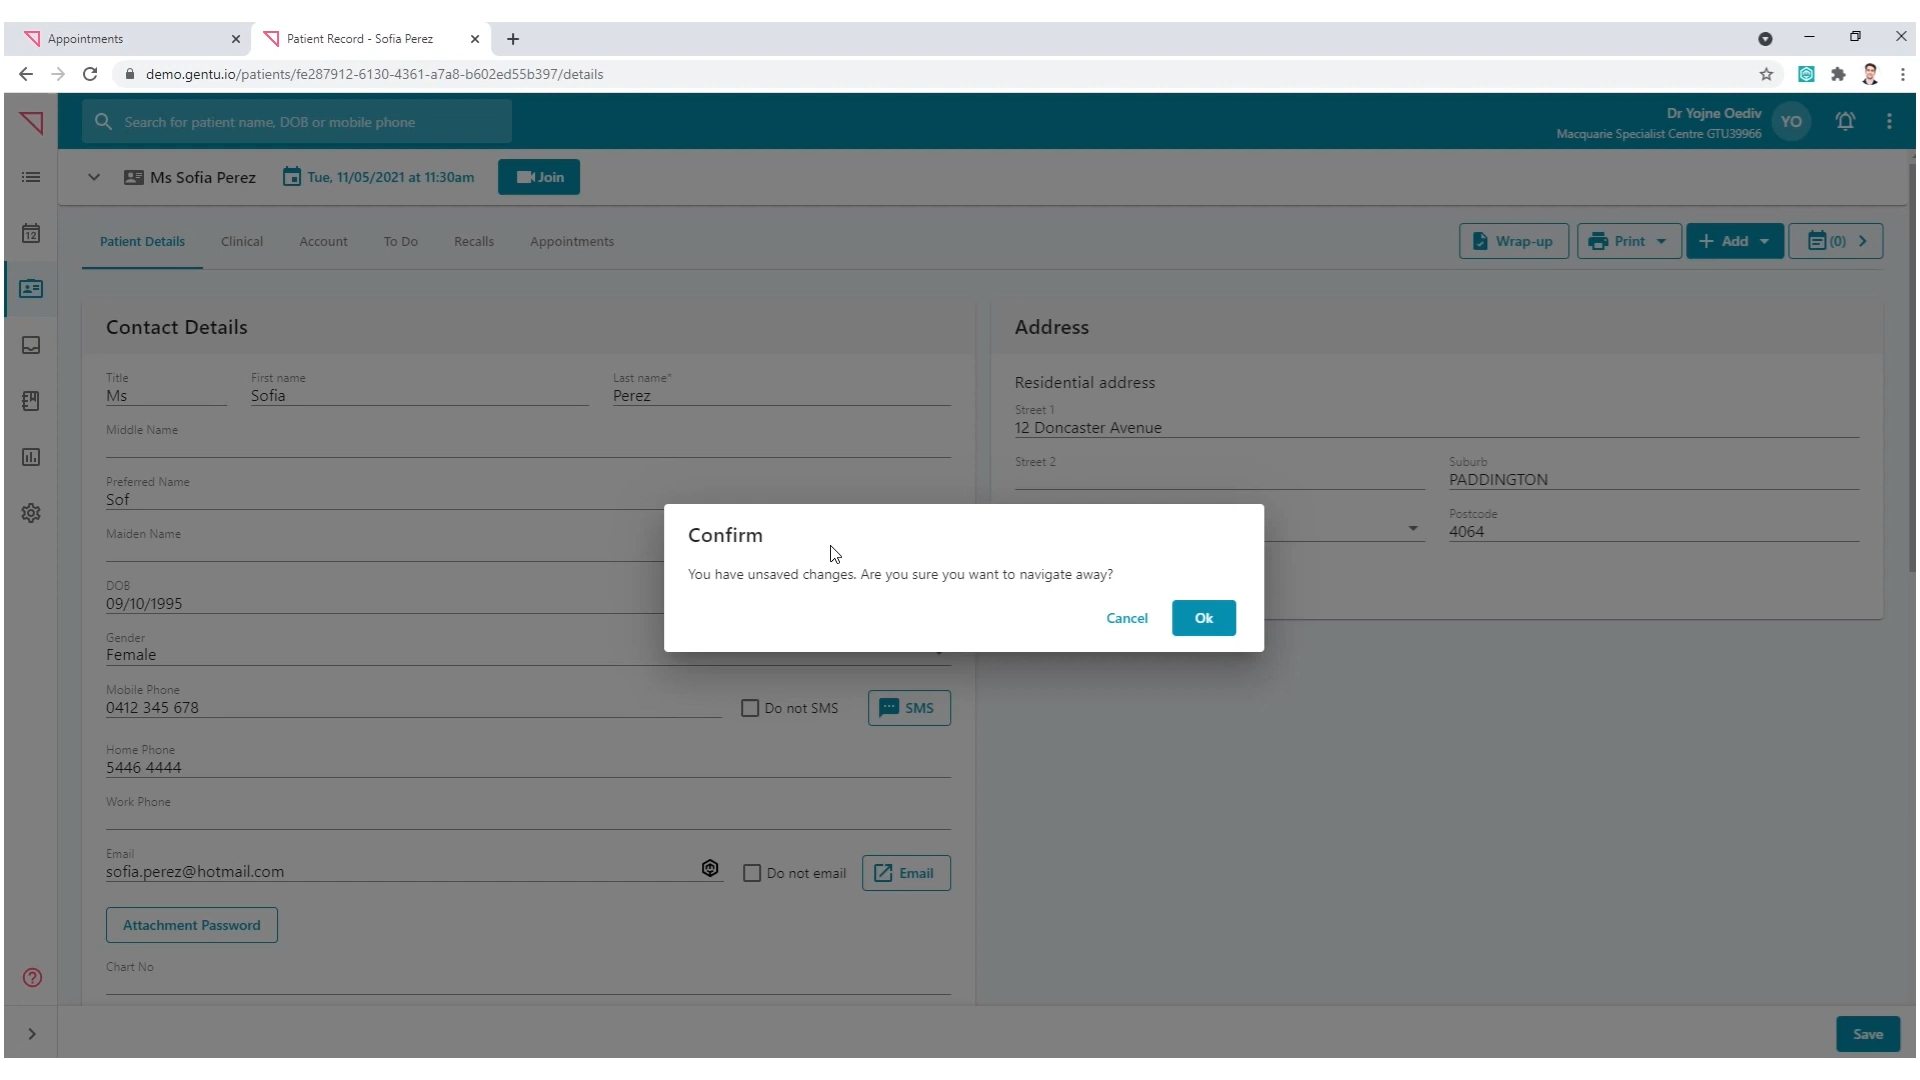 Appointments
Patient Record - Sofia Perez
demo.gentu.io/patients/fe287912-6130-4361-a7a8-b602ed55b397/details
Search for patient name, DOB or mobile phone
Dr Yojne Oediv
Macquarie Specialist Centre GTU39966
YO
Ms Sofia Perez
Tue, 11/05/2021 at 11:30am
Join
Patient Details
Clinical
Account
To Do
Recalls
Appointments
Wrap-up
Print
+ Add
(0)
12
Contact Details
Title
Ms
First name
Sofia
Last name*
Perez
Middle Name
Preferred Name
Sof
Maiden Name
DOB
09/10/1995
Gender
Female
Mobile Phone
0412 345 678
Do not SMS
SMS
Home Phone
5446 4444
Work Phone
Email
sofia.perez@hotmail.com
Do not email
Email
Attachment Password
Chart No
Address
Residential address
Street 1
12 Doncaster Avenue
Street 2
Suburb
PADDINGTON
Postcode
4064
Confirm
You have unsaved changes. Are you sure you want to navigate away?
Cancel
Ok
Save